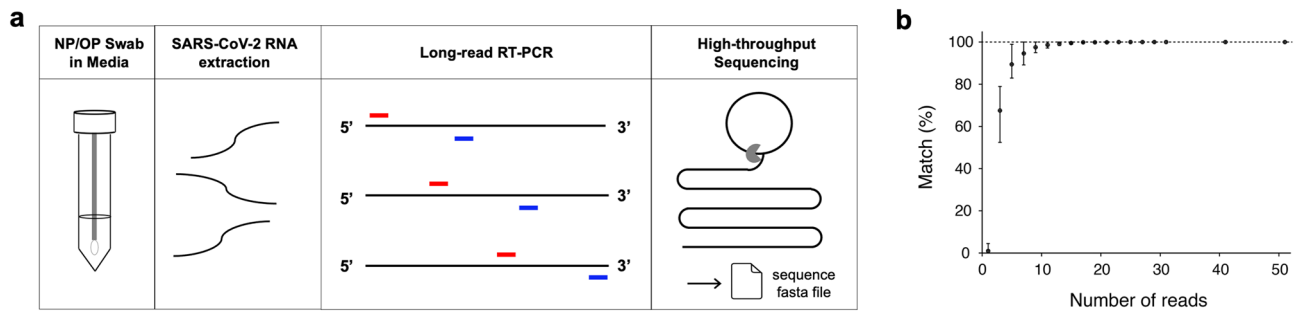 a
NP/OP Swab
in Media
SARS-CoV-2 RNA
extraction
Long-read RT-PCR
High-throughput
Sequencing
5’ 3’
5’ 3’
5’ 3’
sequence
fasta file
b
Match (%)
100
80
60
40
20
0
0 10 20 30 40 50
Number of reads